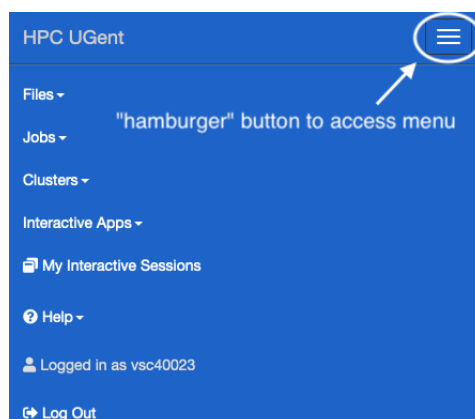 HPC UGent
Files
"hamburger" button to access menu
Jobs
Clusters
Interactive Apps
My Interactive Sessions
Help
Logged in as vsc40023
Log Out